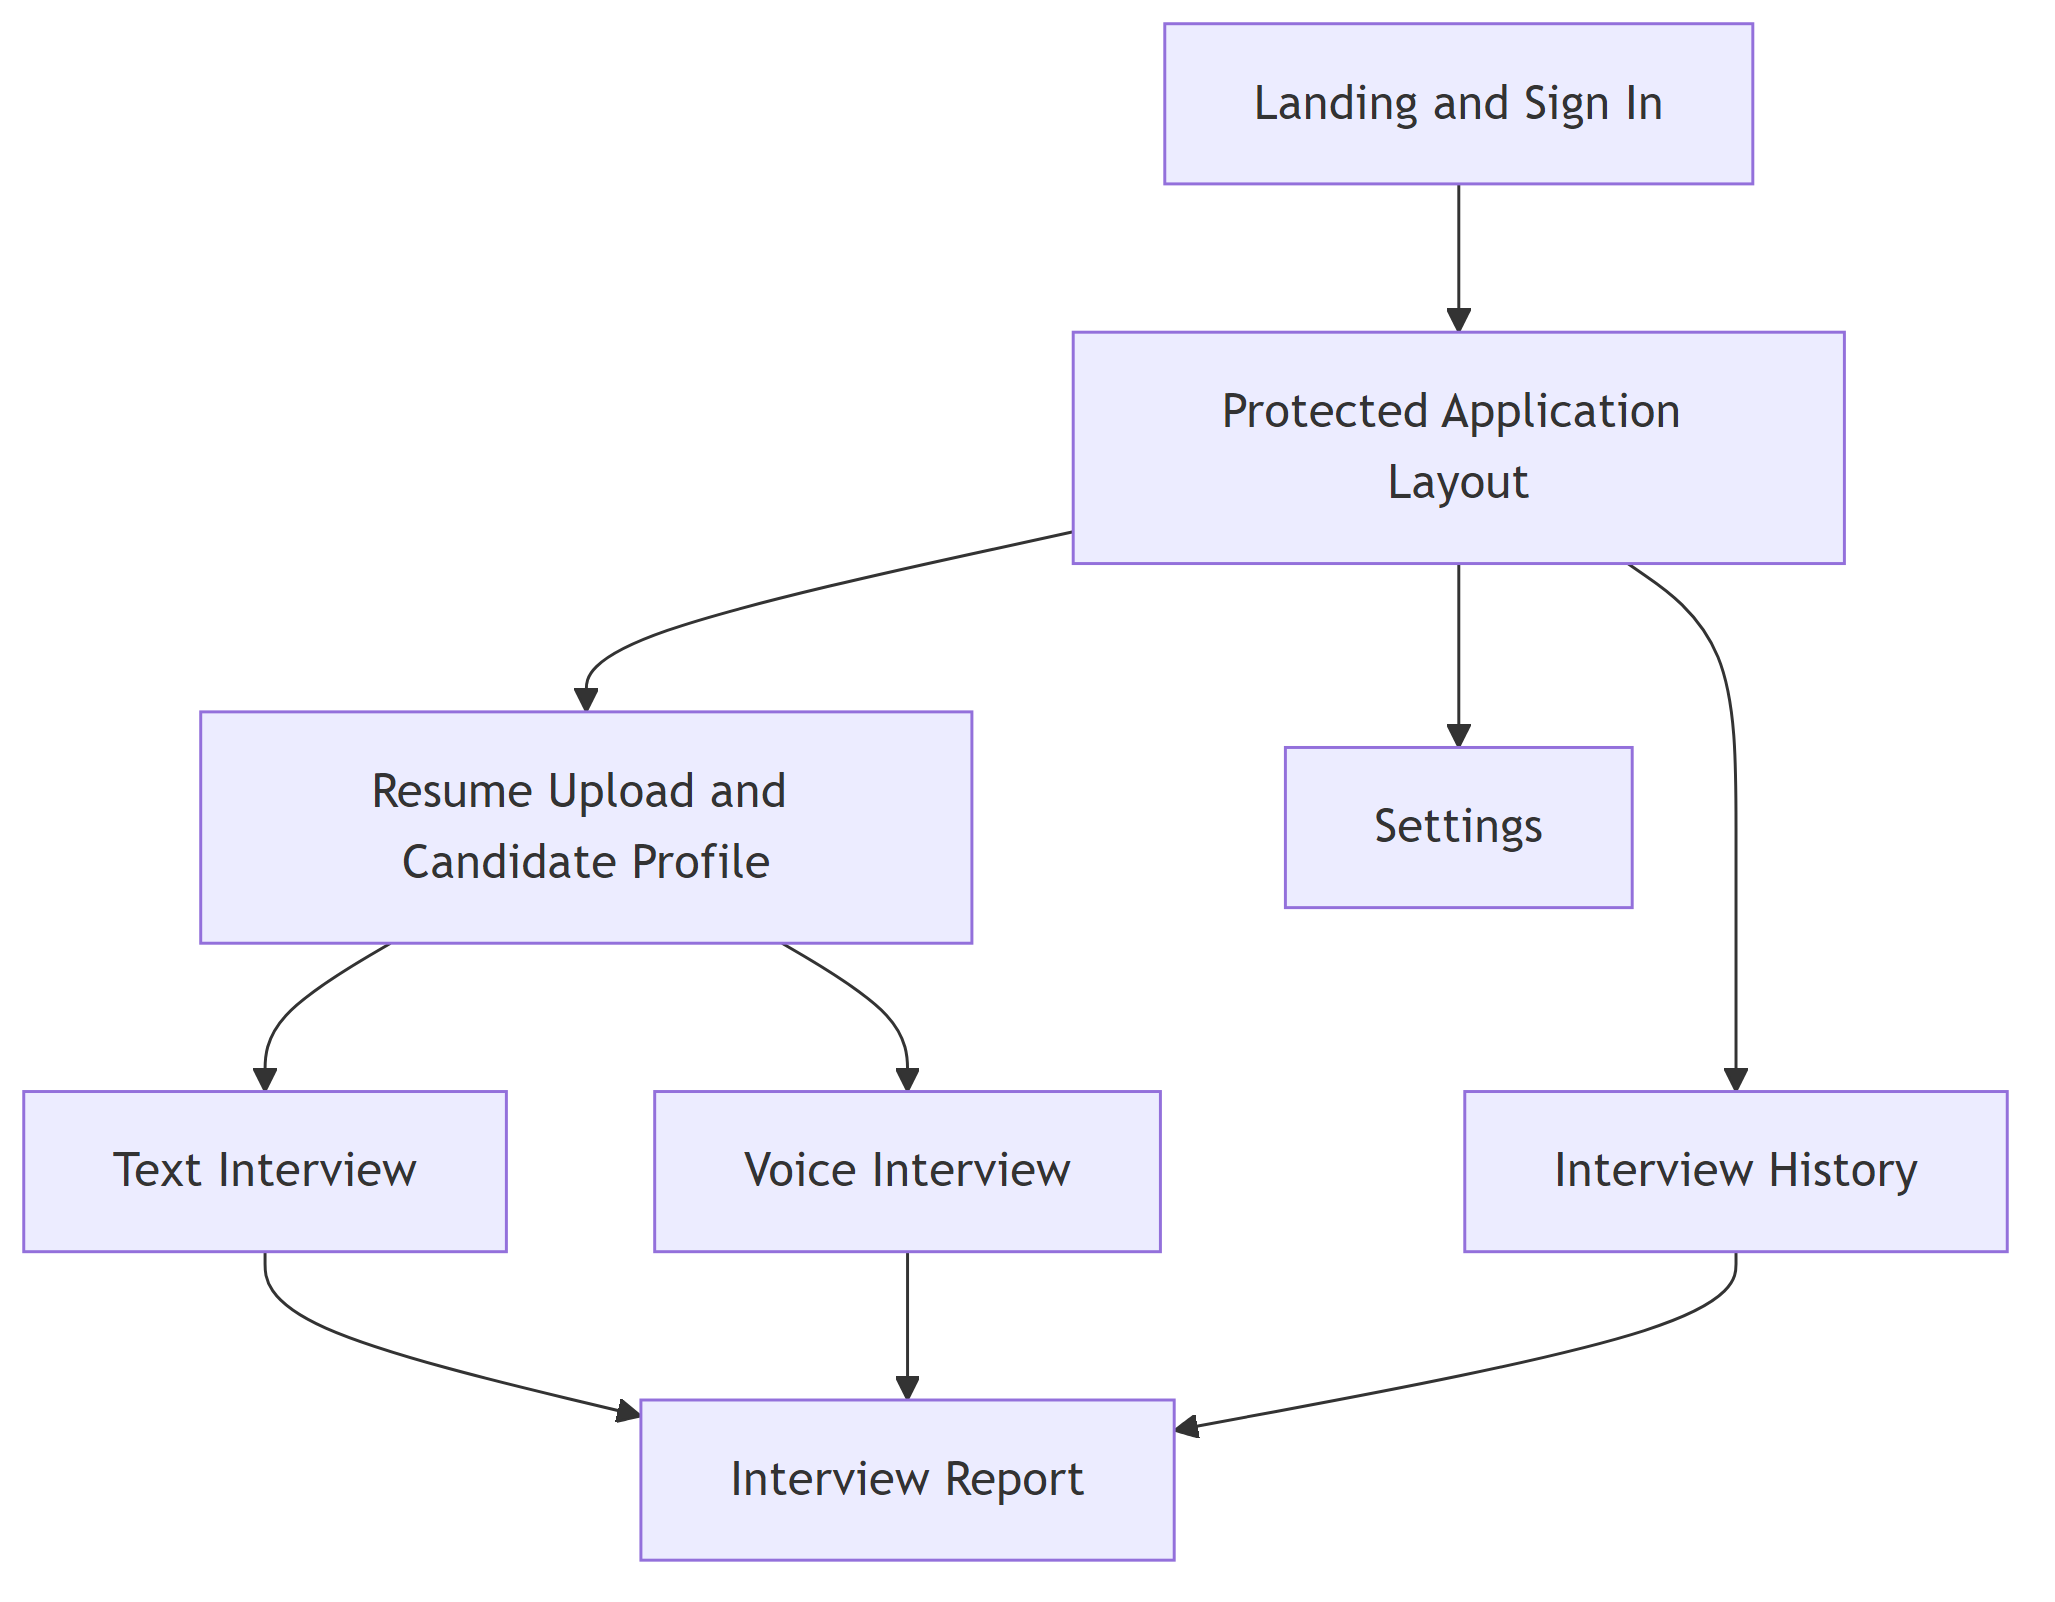 Landing and Sign In
Protected Application
Layout
Resume Upload and
Candidate Profile
Settings
Text Interview
Voice Interview
Interview History
Interview Report